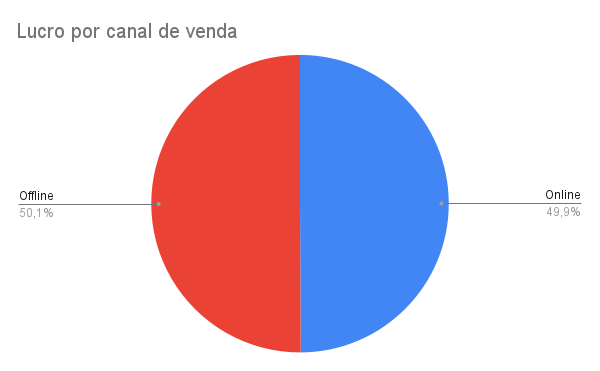 Lucro por canal de venda
Offline
50,1%
Online
49,9%